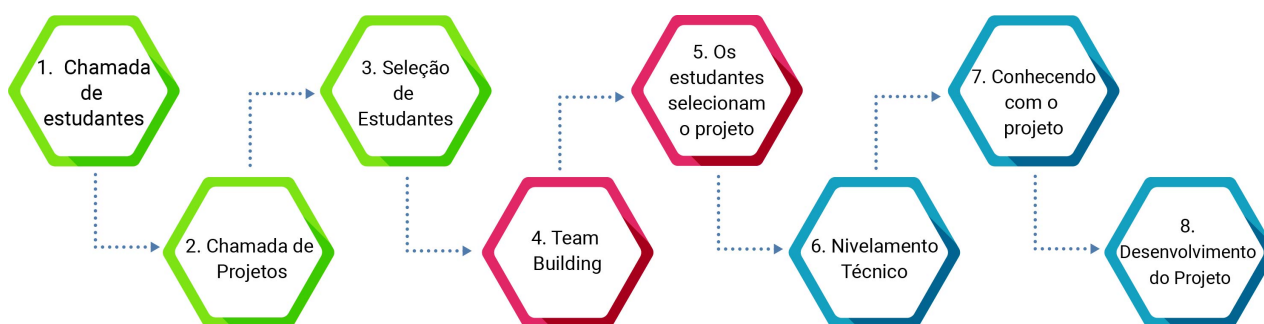 1. Chamada
de
estudantes
2. Chamada de
Projetos
3. Seleção
de
Estudantes
4. Team
Building
5. Os
estudantes
selecionam
o projeto
6. Nivelamento
Técnico
7. Conhecendo
com o
projeto
8.
Desenvolvimento
do Projeto